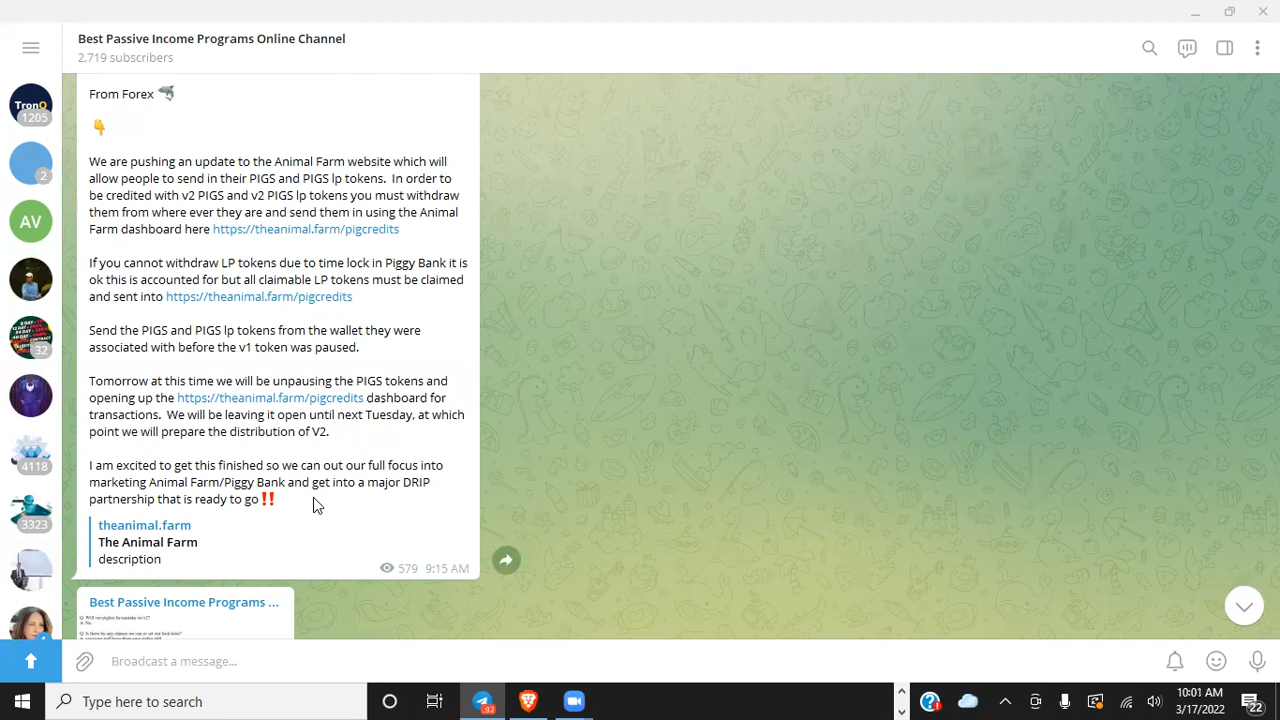 Best Passive Income Programs Online Channel
2,719 subscribers
TronQ
1205
2
AV
32
4118
3323
From Forex
We are pushing an update to the Animal Farm website which will
allow people to send in their PIGS and PIGS lp tokens. In order to
be credited with v2 PIGS and v2 PIGS lp tokens you must withdraw
them from where ever they are and send them in using the Animal
Farm dashboard here https://theanimal.farm/pigcredits
If you cannot withdraw LP tokens due to time lock in Piggy Bank it is
ok this is accounted for but all claimable LP tokens must be claimed
and sent into https://theanimal.farm/pigcredits
Send the PIGS and PIGS lp tokens from the wallet they were
associated with before the v1 token was paused.
Tomorrow at this time we will be unpausing the PIGS tokens and
opening up the https://theanimal.farm/pigcredits dashboard for
transactions. We will be leaving it open until next Tuesday, at which
point we will prepare the distribution of V2.
I am excited to get this finished so we can out our full focus into
marketing Animal Farm/Piggy Bank and get into a major DRIP
partnership that is ready to go‼️
theanimal.farm
The Animal Farm
description
579 9:15 AM
Best Passive Income Programs ...
Broadcast a message...
Type here to search
92
10:01 AM
3/17/2022
22